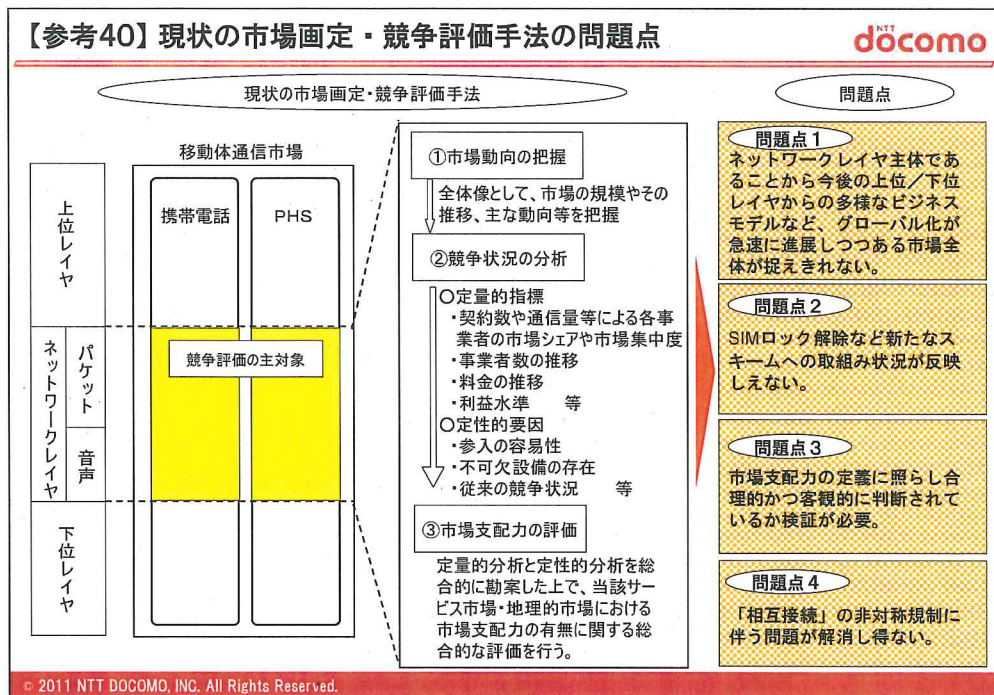 【参考40】現状の市場画定・競争評価手法の問題点
NTT
docomo
現状の市場画定・競争評価手法
問題点
移動体通信市場
上位レイヤ
携帯電話
PHS
ネットワークレイヤ
パケット
音声
競争評価の主対象
下位レイヤ
①市場動向の把握
全体像として、市場の規模やその
推移、主な動向等を把握
②競争状況の分析
○定量的指標
・契約数や通信量等による各事
業者の市場シェアや市場集中度
・事業者数の推移
・料金の推移
・利益水準　等
○定性的要因
・参入の容易性
・不可欠設備の存在
・従来の競争状況　等
③市場支配力の評価
定量的分析と定性的分析を総
合的に勘案した上で、当該サー
ビス市場・地理的市場における
市場支配力の有無に関する総
合的な評価を行う。
問題点1
ネットワークレイヤ主体であ
ることから今後の上位／下位
レイヤからの多様なビジネス
モデルなど、グローバル化が
急速に進展しつつある市場全
体が捉えきれない。
問題点2
SIMロック解除など新たなス
キームへの取組み状況が反映
しえない。
問題点3
市場支配力の定義に照らし合
理的かつ客観的に判断されて
いるか検証が必要。
問題点4
「相互接続」の非対称規制に
伴う問題が解消し得ない。
© 2011 NTT DOCOMO, INC. All Rights Reserved.